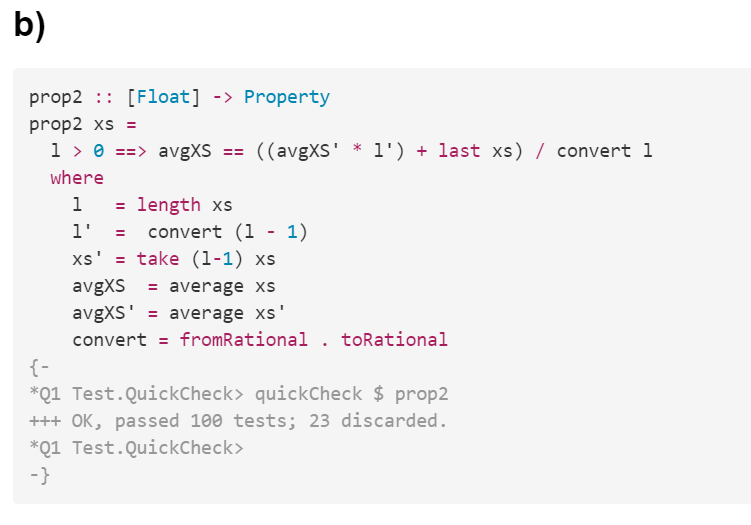 b)
prop2 :: [Float] -> Property
prop2 xs =
  l > 0 ==> avgXS == ((avgXS' * l') + last xs) / convert l
  where
    l   = length xs
    l'  =  convert (l - 1)
    xs' = take (l-1) xs
    avgXS  = average xs
    avgXS' = average xs'
    convert = fromRational . toRational
{-
*Q1 Test.QuickCheck> quickCheck $ prop2
+++ OK, passed 100 tests; 23 discarded.
*Q1 Test.QuickCheck>
-}